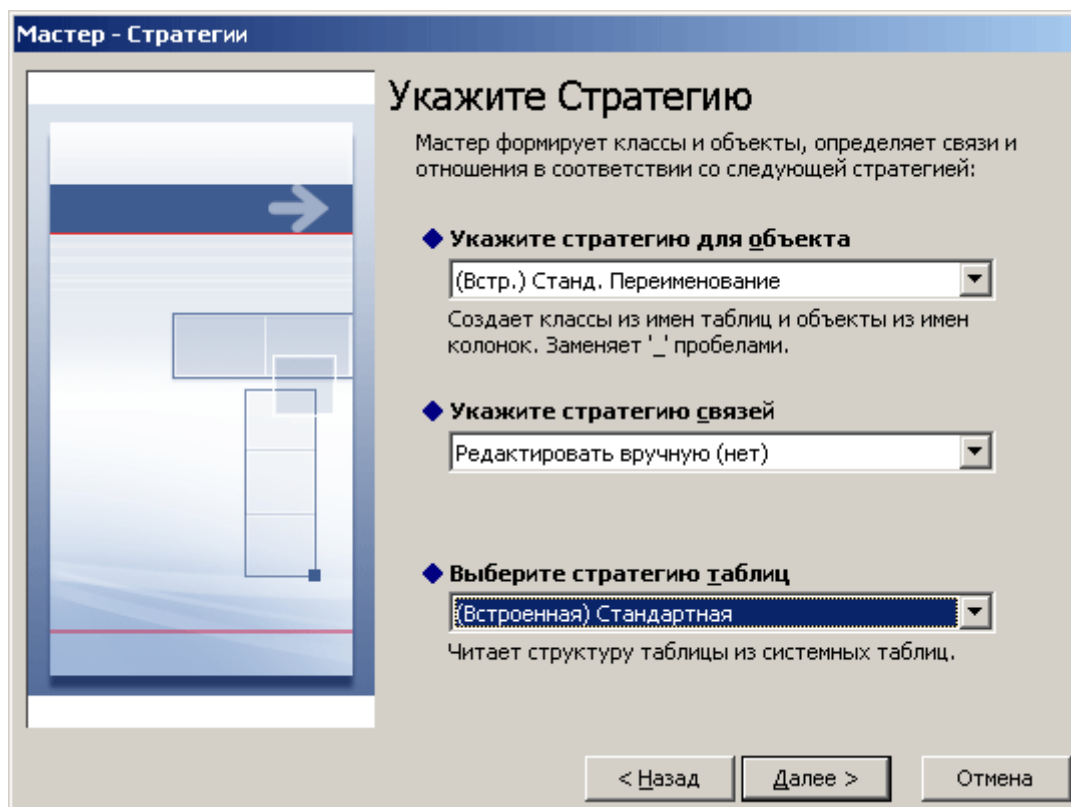 Мастер - Стратегии
Укажите Стратегию
Мастер формирует классы и объекты, определяет связи и
отношения в соответствии со следующей стратегией:
Укажите стратегию для объекта
(Встр.) Станд. Переименование
Создает классы из имен таблиц и объекты из имен
колонок. Заменяет '_' пробелами.
Укажите стратегию связей
Редактировать вручную (нет)
Выберите стратегию таблиц
(Встроенная) Стандартная
Читает структуру таблицы из системных таблиц.
< Назад
Далее >
Отмена